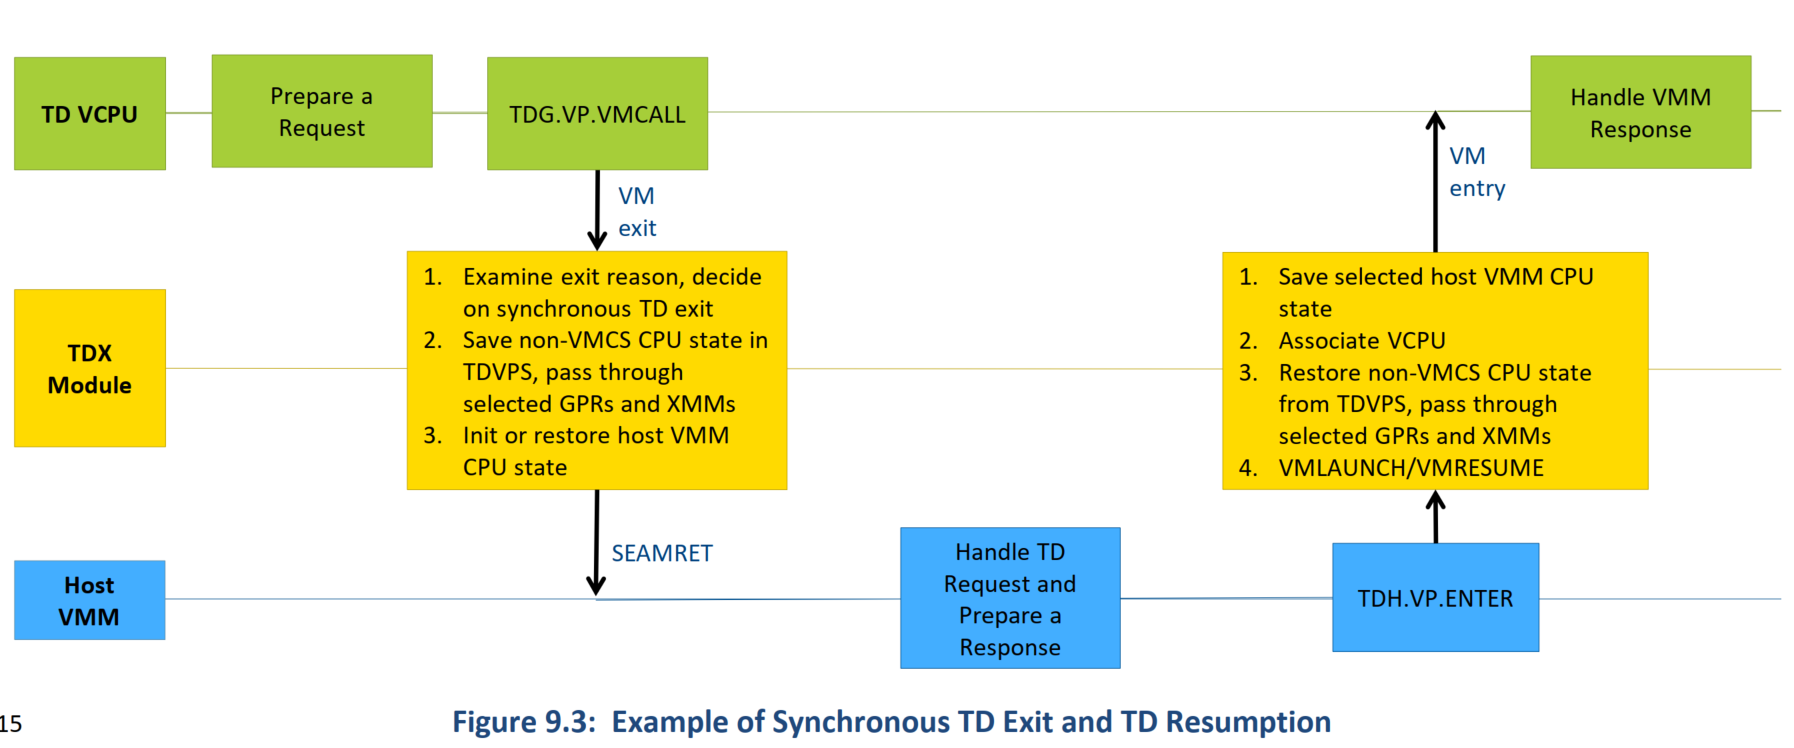 TD VCPU
Prepare a
Request
TDG.VP.VMCALL
Handle VMM
Response
VM
exit
VM
entry
TDX
Module
1. Examine exit reason, decide
on synchronous TD exit
2. Save non-VMCS CPU state in
TDVPS, pass through
selected GPRs and XMMs
3. Init or restore host VMM
CPU state
1. Save selected host VMM CPU
state
2. Associate VCPU
3. Restore non-VMCS CPU state
from TDVPS, pass through
selected GPRs and XMMs
4. VMLAUNCH/VMRESUME
SEAMRET
Host
VMM
Handle TD
Request and
Prepare a
Response
TDH.VP.ENTER
15
Figure 9.3: Example of Synchronous TD Exit and TD Resumption